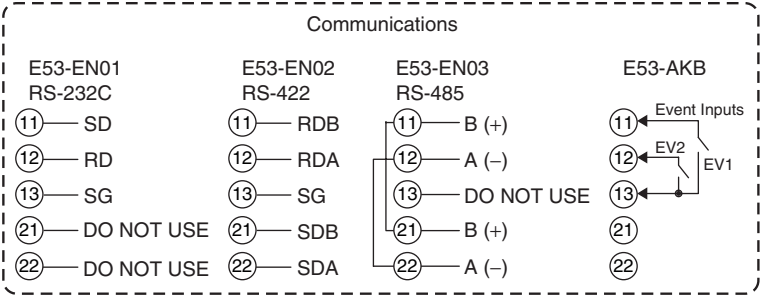 Communications
E53-EN01
RS-232C
11 SD
12 RD
13 SG
21 DO NOT USE
22 DO NOT USE
E53-EN02
RS-422
11 RDB
12 RDA
13 SG
21 SDB
22 SDA
E53-EN03
RS-485
11 B (+)
12 A (−)
13 DO NOT USE
21 B (+)
22 A (−)
E53-AKB
11 Event Inputs
12 EV2
EV1
13
21
22